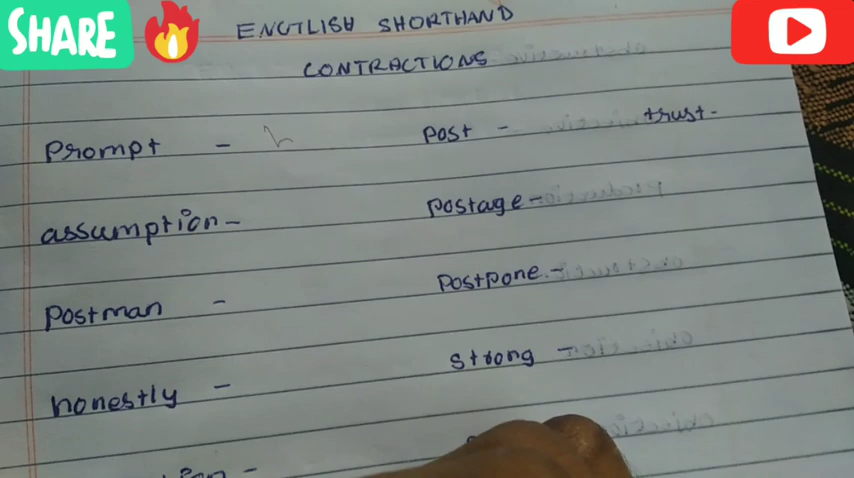 SHARE
ENGLISH SHORTHAND
CONTRACTIONS
Prompt -
Post -
trust -
assumption -
Postage -
Postman -
Postpone -
honestly -
strong -